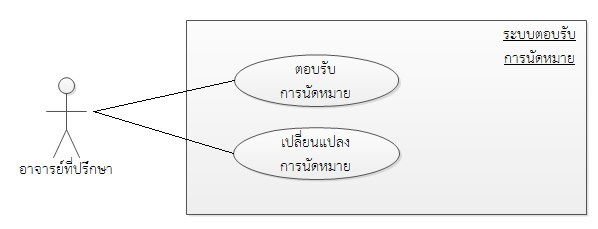 ระบบตอบรับ
การนัดหมาย
ตอบรับ
การนัดหมาย
เปลี่ยนแปลง
การนัดหมาย
อาจารย์ที่ปรึกษา